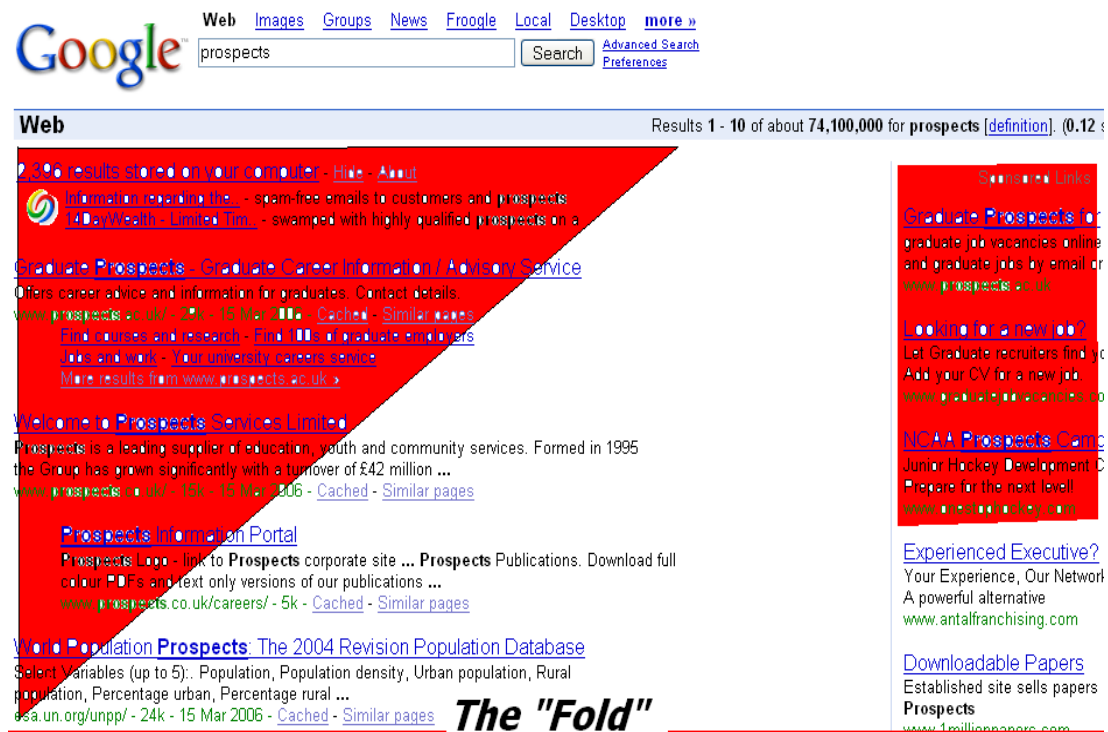 Google™
Web Images Groups News Froogle Local Desktop more »
prospects
Search
Advanced Search
Preferences
Web
Results 1 - 10 of about 74,100,000 for prospects [definition]. (0.12 s
2,396 results stored on your computer - Hide - About
Information regarding the.. - spam-free emails to customers and prospects
14DayWealth - Limited Tim.. - swamped with highly qualified prospects on a
Graduate Prospects - Graduate Career Information / Advisory Service
Offers career advice and information for graduates. Contact details.
www.prospects.ac.uk/ - 29k - 15 Mar 2006 - Cached - Similar pages
Find courses and research - Find 100s of graduate employers
Jobs and work - Your university careers service
More results from www.prospects.ac.uk »
Welcome to Prospects Services Limited
Prospects is a leading supplier of education, youth and community services. Formed in 1995
the Group has grown significantly with a turnover of £42 million ...
www.prospects.co.uk/ - 15k - 15 Mar 2006 - Cached - Similar pages
Prospects Information Portal
Prospects Logo - link to Prospects corporate site ... Prospects Publications. Download full
colour PDFs and text only versions of our publications ...
www.prospects.co.uk/careers/ - 5k - Cached - Similar pages
World Population Prospects: The 2004 Revision Population Database
Select Variables (up to 5):. Population, Population density, Urban population, Rural
population, Percentage urban, Percentage rural ...
esa.un.org/unpp/ - 24k - 15 Mar 2006 - Cached - Similar pages
The "Fold"
Sponsored Links
Graduate Prospects for
graduate job vacancies online
and graduate jobs by email or
www.prospects.ac.uk
Looking for a new job?
Let Graduate recruiters find yo
Add your CV for a new job.
www.graduatejobvacancies.co
NCAA Prospects Camp
Junior Hockey Development C
Prepare for the next level!
www.onestophockey.com
Experienced Executive?
Your Experience, Our Network
A powerful alternative
www.antalfranchising.com
Downloadable Papers
Established site sells papers
Prospects
www.1millionpapers.com